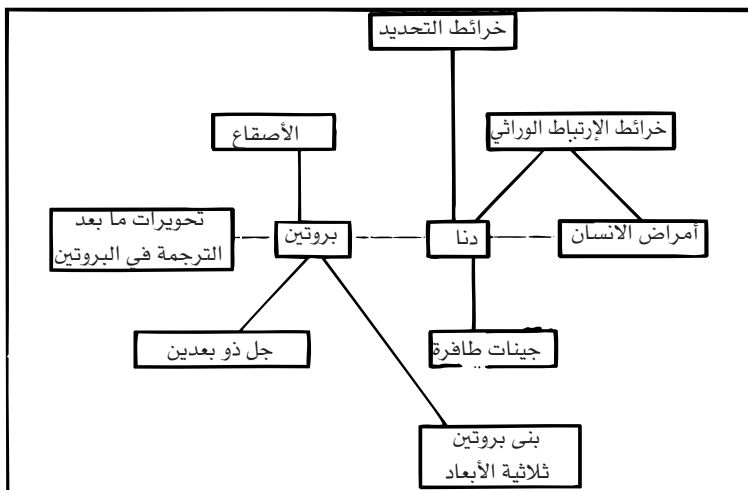 خرائط التحديد
خرائط الإرتباط الوراثي
الأصقاع
تحويرات ما بعد
الترجمة في البروتين
بروتين
دنا
أمراض الانسان
جل ذو بعدين
جينات طافرة
بنى بروتين
ثلاثية الأبعاد